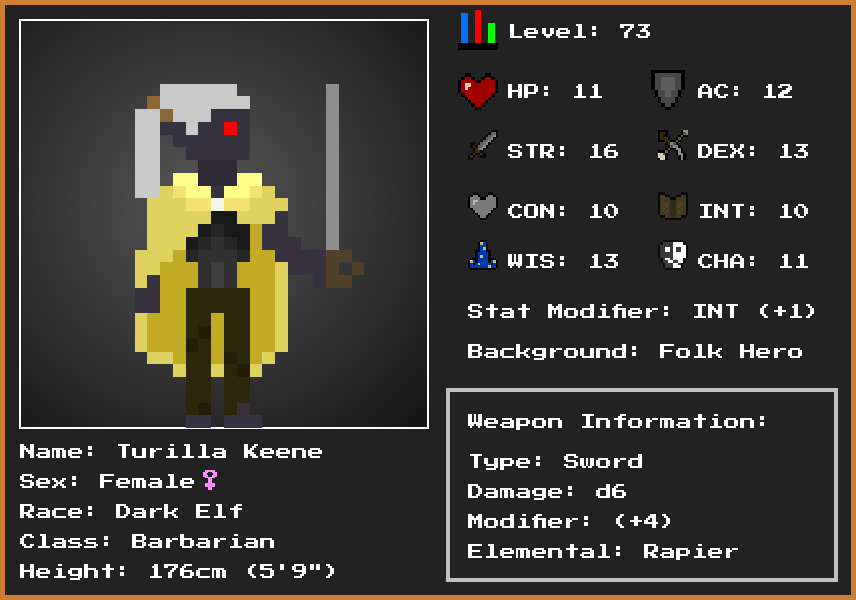 Level: 73
HP: 11 AC: 12
STR: 16 DEX: 13
CON: 10 INT: 10
WIS: 13 CHA: 11
Stat Modifier: INT (+1)
Background: Folk Hero
Weapon Information:
Type: Sword
Damage: d6
Modifier: (+4)
Elemental: Rapier
Name: Turilla Keene
Sex: Female♀
Race: Dark Elf
Class: Barbarian
Height: 176cm (5'9")